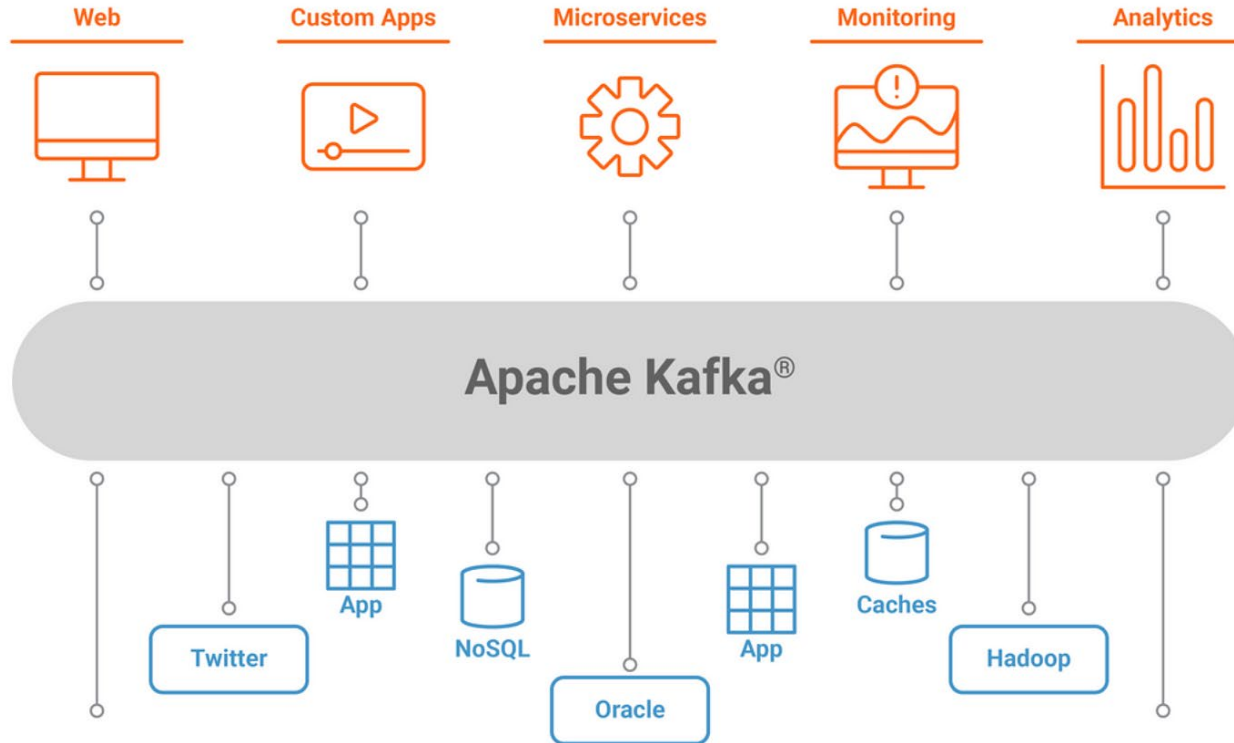 Web
Custom Apps
Microservices
Monitoring
Analytics
Apache Kafka®
App
Caches
NoSQL
App
Twitter
Hadoop
Oracle